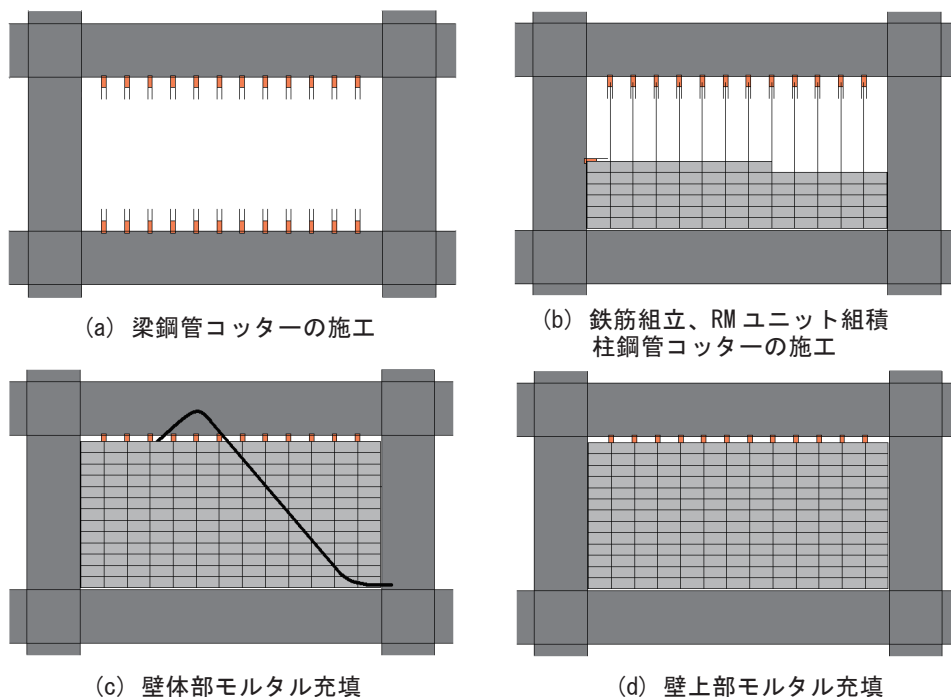 (a) 梁鋼管コッターの施工
(b) 鉄筋組立、RMユニット組積
柱鋼管コッターの施工
(c) 壁体部モルタル充填
(d) 壁上部モルタル充填